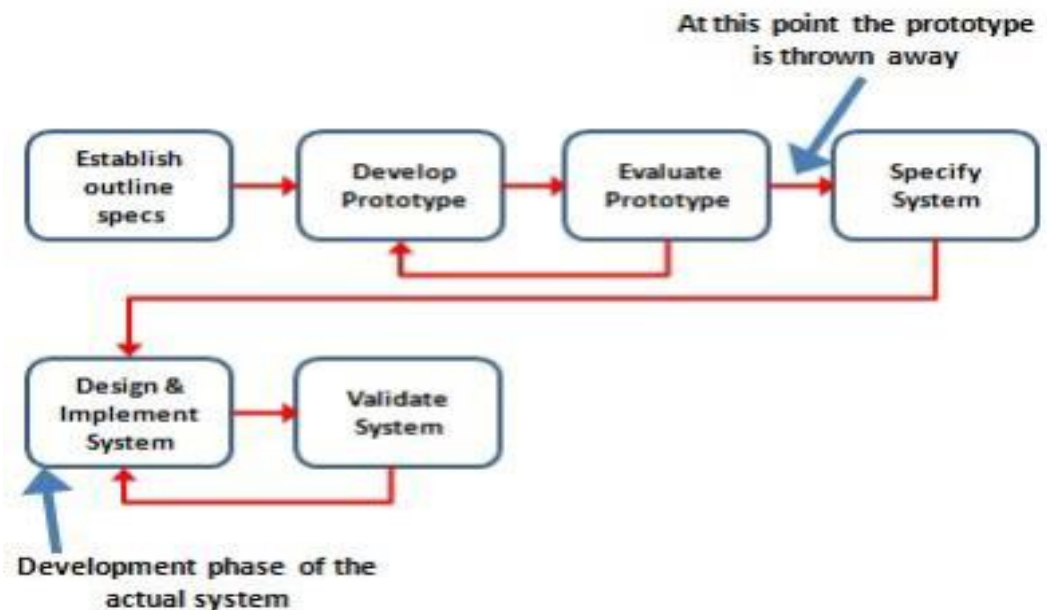 At this point the prototype
is thrown away
Establish
outline
specs
Develop
Prototype
Evaluate
Prototype
Specify
System
Design &
Implement
System
Validate
System
Development phase of the
actual system